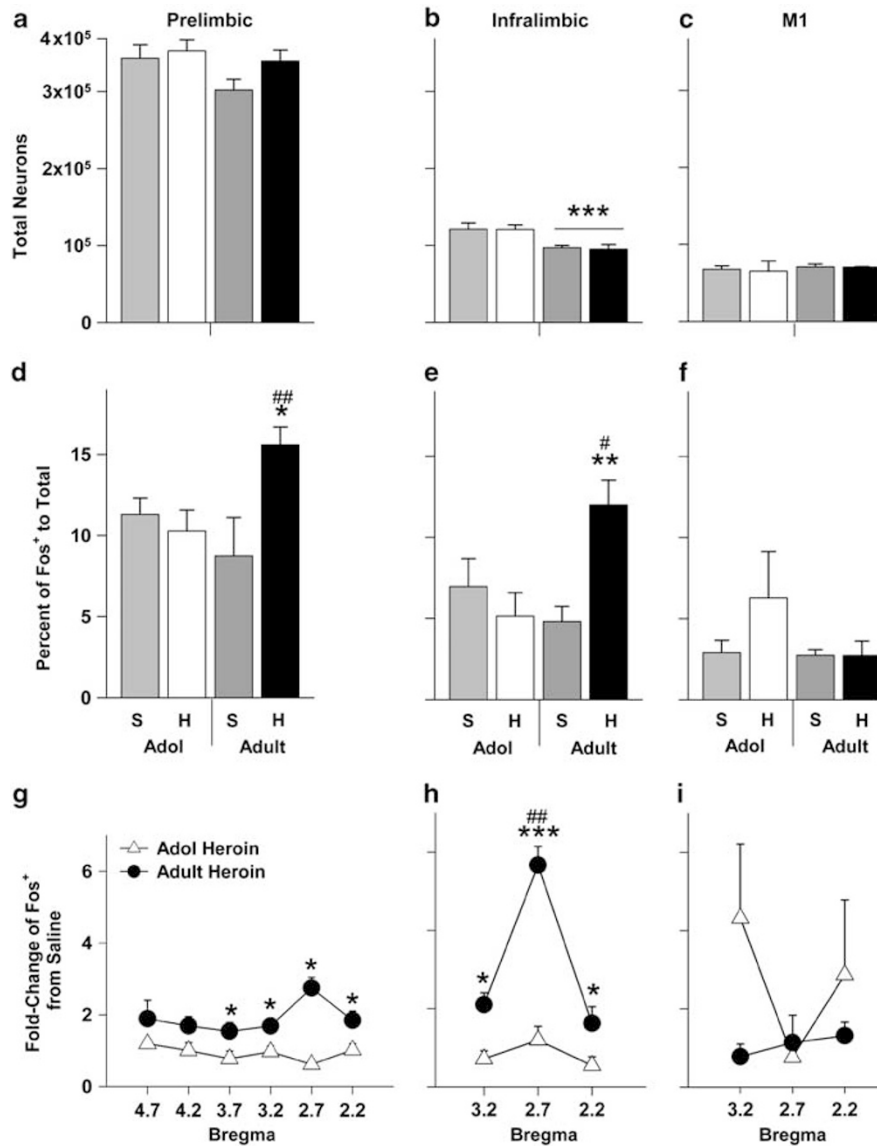 a Prelimbic b Infralimbic c M1
Total Neurons
4x10⁵
3x10⁵
2x10⁵
10⁵
0
***
d e f
Percent of Fos⁺ to Total
15
10
5
0
##
*
#
**
S H S H S H S H S H S H
Adol Adult Adol Adult Adol Adult
g h i
Adol Heroin
Adult Heroin
Fold-Change of Fos⁺
from Saline
6
4
2
0
* * * *
##
***
* *
4.7 4.2 3.7 3.2 2.7 2.2 3.2 2.7 2.2 3.2 2.7 2.2
Bregma Bregma Bregma